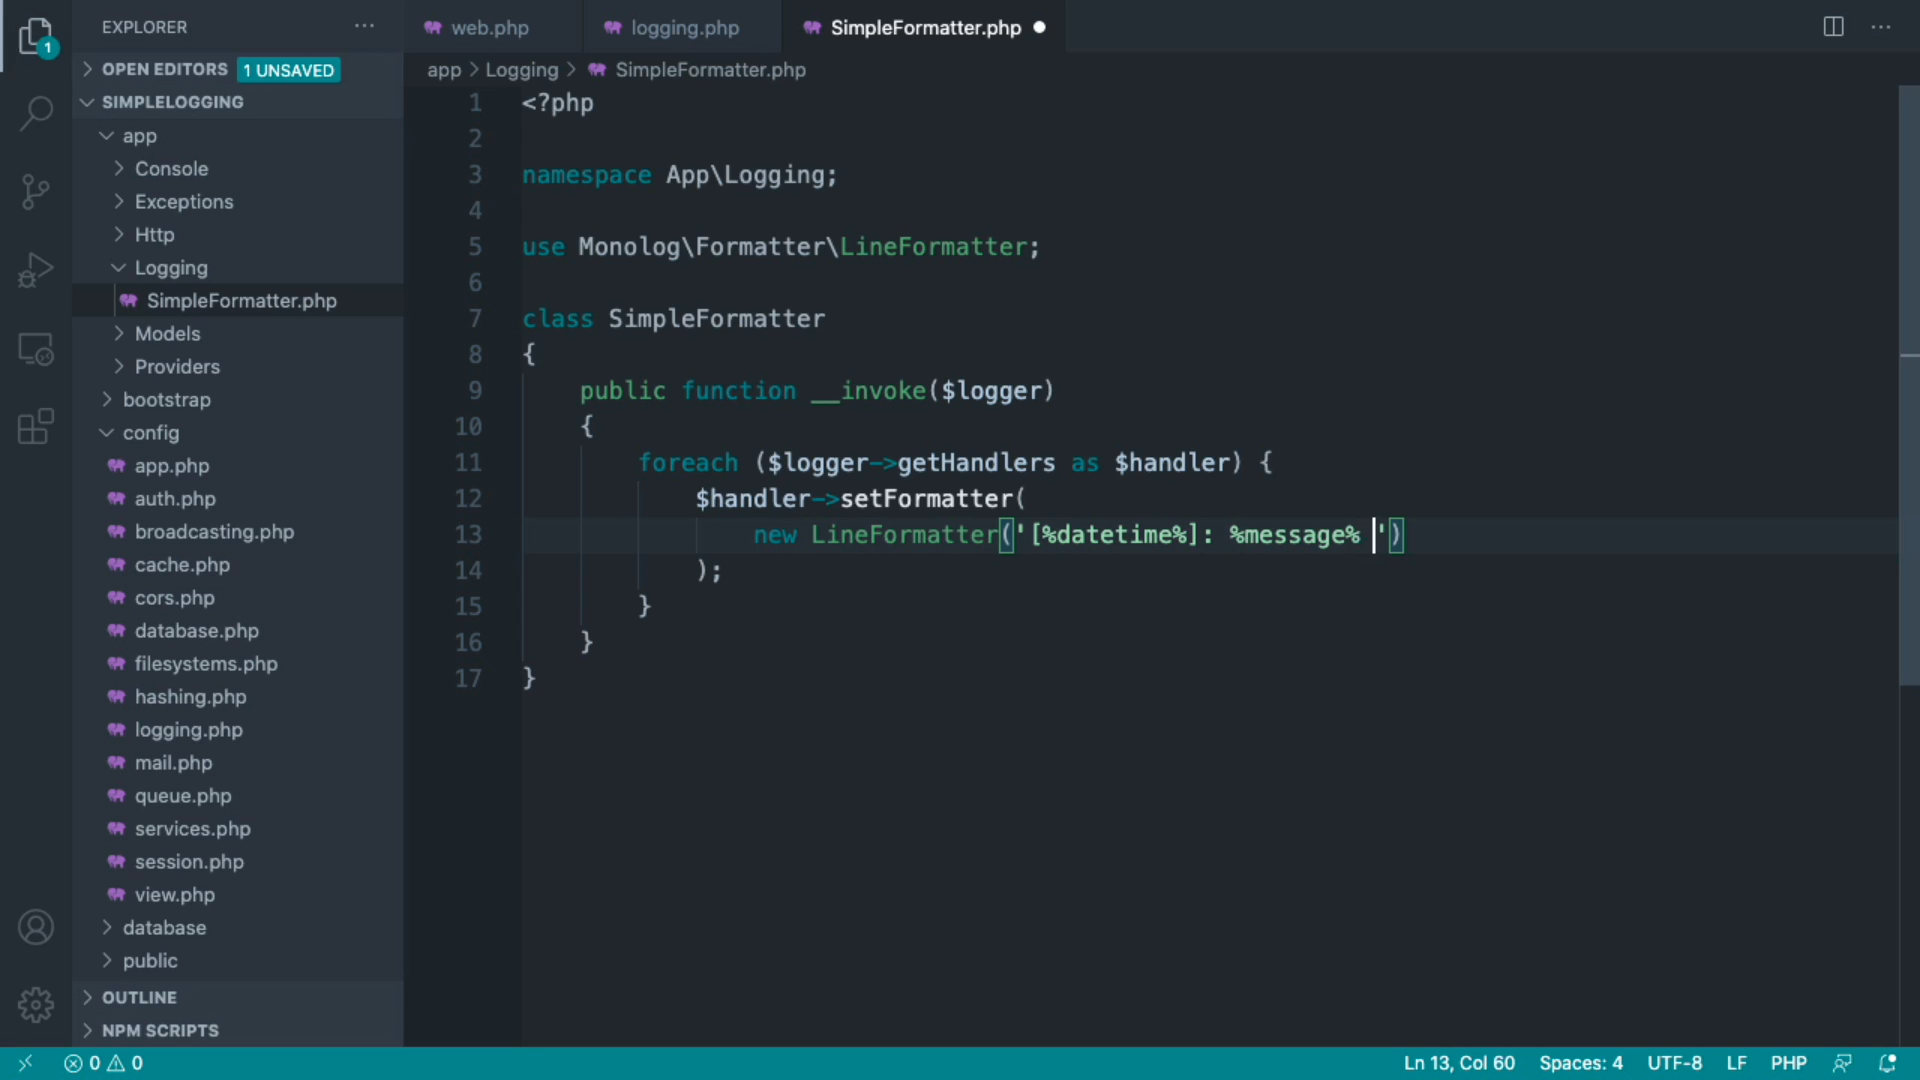 EXPLORER
OPEN EDITORS 1 UNSAVED
SIMPLELOGGING
app
Console
Exceptions
Http
Logging
SimpleFormatter.php
Models
Providers
bootstrap
config
app.php
auth.php
broadcasting.php
cache.php
cors.php
database.php
filesystems.php
hashing.php
logging.php
mail.php
queue.php
services.php
session.php
view.php
database
public
OUTLINE
NPM SCRIPTS
1
web.php logging.php SimpleFormatter.php
app > Logging > SimpleFormatter.php
1 <?php
2
3 namespace App\Logging;
4
5 use Monolog\Formatter\LineFormatter;
6
7 class SimpleFormatter
8 {
9 public function __invoke($logger)
10 {
11 foreach ($logger->getHandlers as $handler) {
12 $handler->setFormatter(
13 new LineFormatter('[%datetime%]: %message% ')
14 );
15 }
16 }
17 }
0 0 Ln 13, Col 60 Spaces: 4 UTF-8 LF PHP